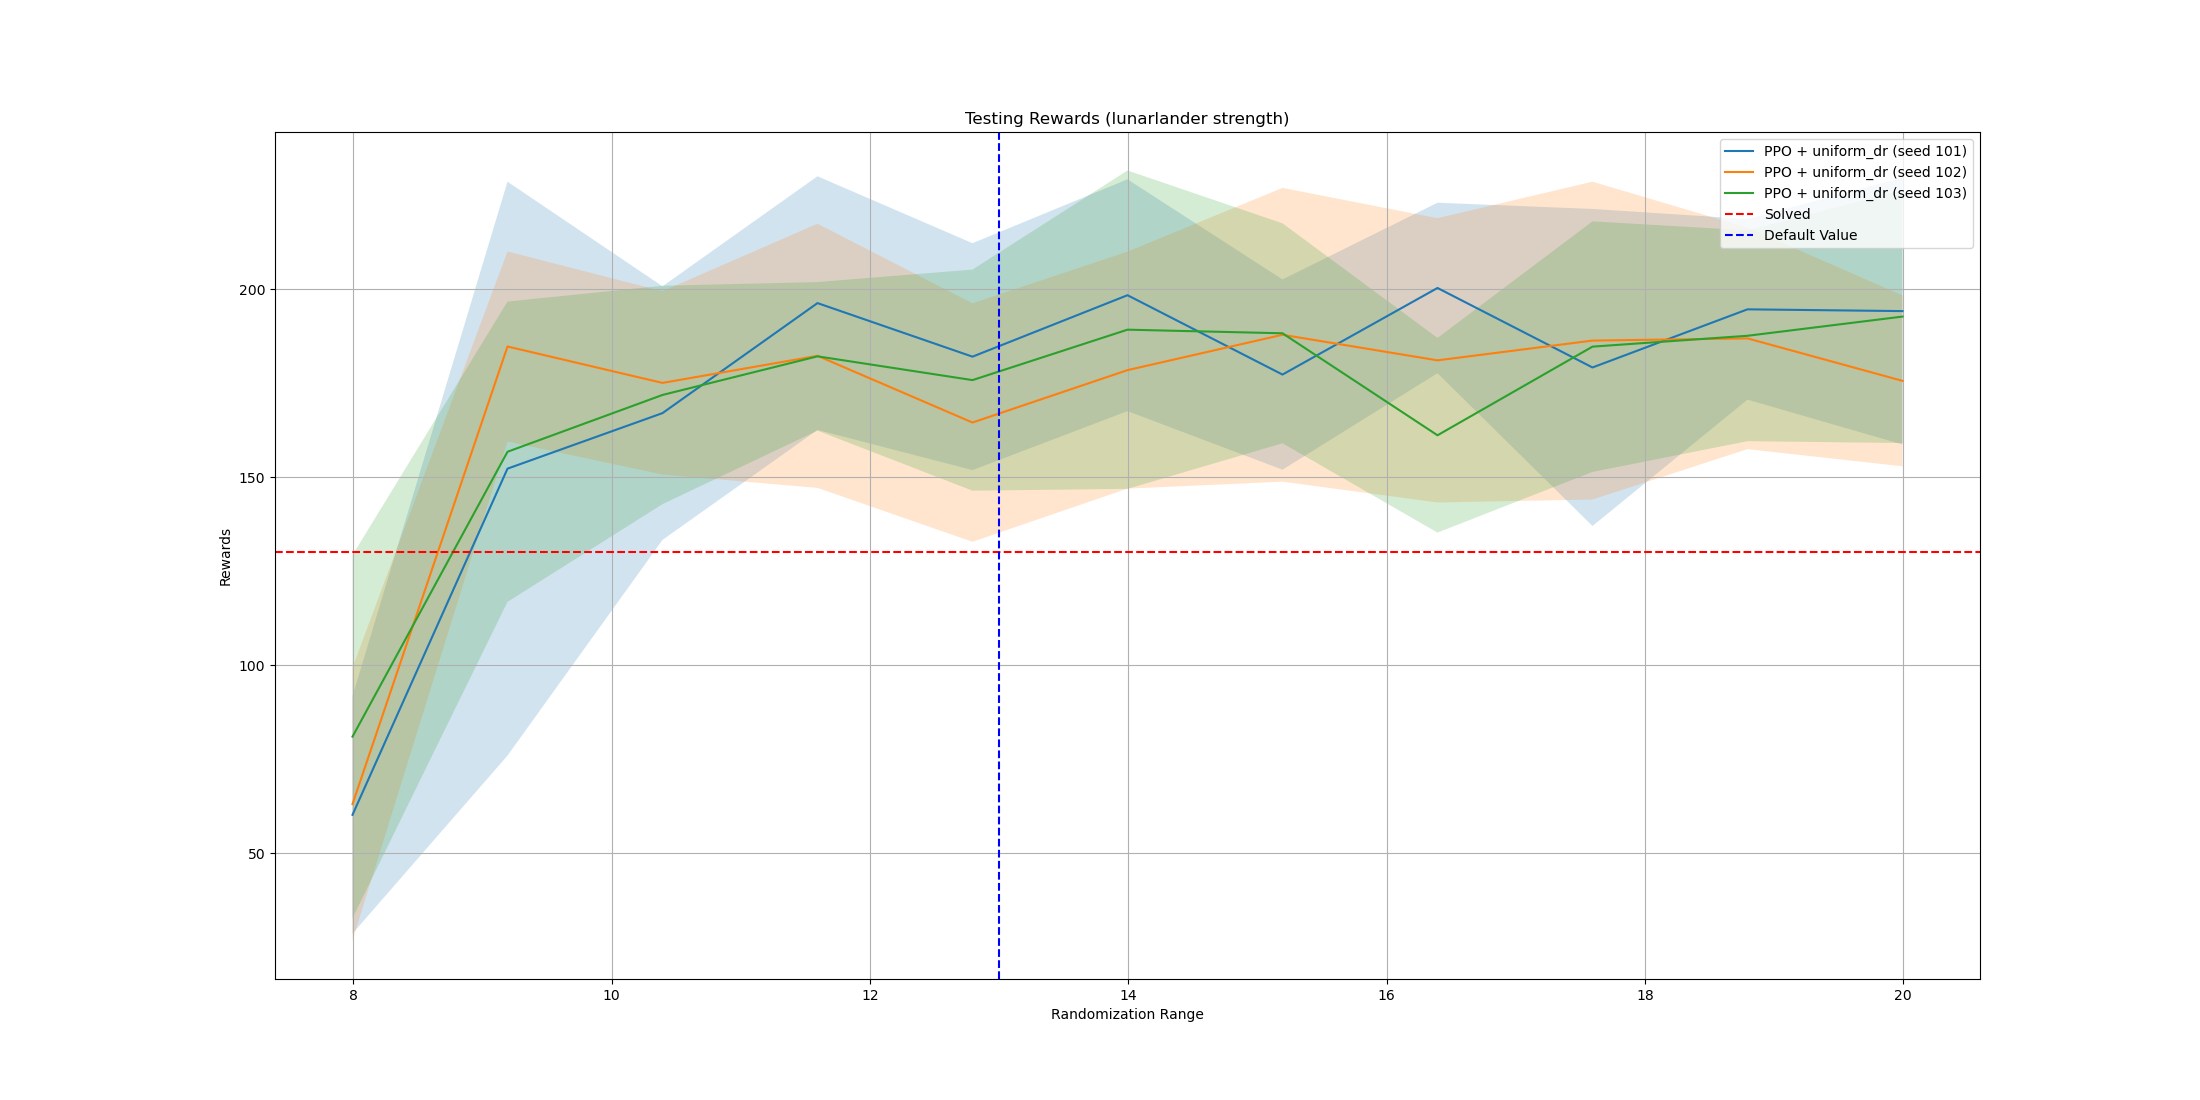 Testing Rewards (lunarlander strength)
PPO + uniform_dr (seed 101)
PPO + uniform_dr (seed 102)
PPO + uniform_dr (seed 103)
Solved
Default Value
Rewards
200
150
100
50
8 10 12 14 16 18 20
Randomization Range